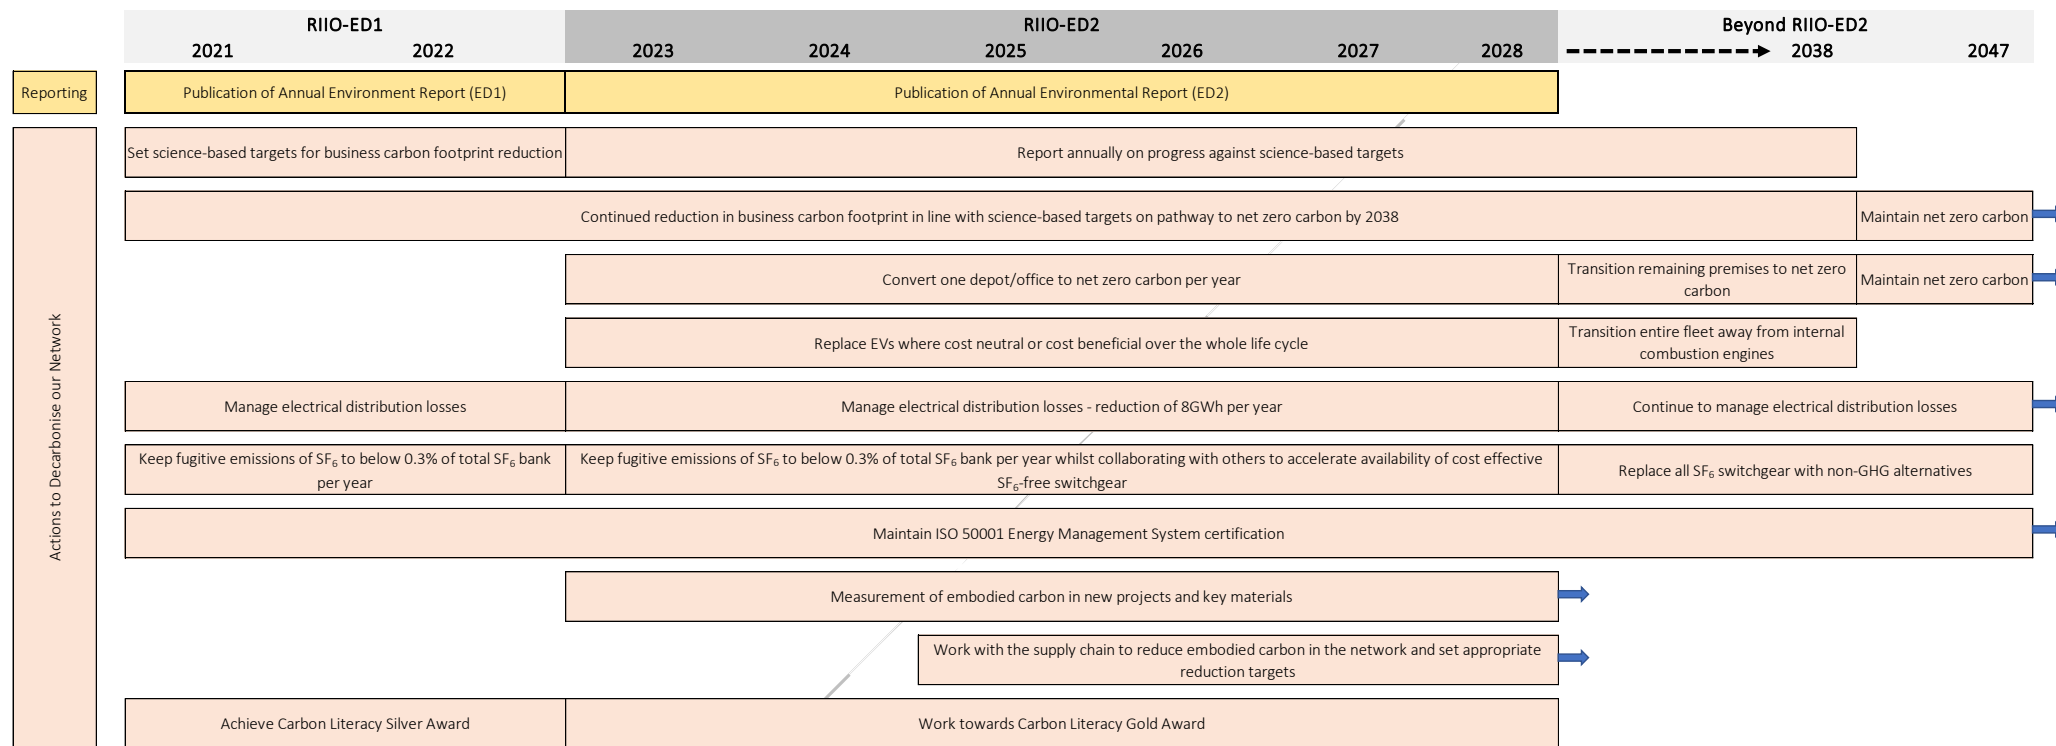 RIIO-ED1 RIIO-ED2 Beyond RIIO-ED2
2021 2022 2023 2024 2025 2026 2027 2028 2038 2047
Reporting
Publication of Annual Environment Report (ED1)
Publication of Annual Environmental Report (ED2)
Actions to Decarbonise our Network
Set science-based targets for business carbon footprint reduction
Report annually on progress against science-based targets
Continued reduction in business carbon footprint in line with science-based targets on pathway to net zero carbon by 2038
Maintain net zero carbon
Convert one depot/office to net zero carbon per year
Transition remaining premises to net zero
carbon
Maintain net zero carbon
Replace EVs where cost neutral or cost beneficial over the whole life cycle
Transition entire fleet away from internal
combustion engines
Manage electrical distribution losses
Manage electrical distribution losses - reduction of 8GWh per year
Continue to manage electrical distribution losses
Keep fugitive emissions of SF₆ to below 0.3% of total SF₆ bank
per year
Keep fugitive emissions of SF₆ to below 0.3% of total SF₆ bank per year whilst collaborating with others to accelerate availability of cost effective
SF₆-free switchgear
Replace all SF₆ switchgear with non-GHG alternatives
Maintain ISO 50001 Energy Management System certification
Measurement of embodied carbon in new projects and key materials
Work with the supply chain to reduce embodied carbon in the network and set appropriate
reduction targets
Achieve Carbon Literacy Silver Award
Work towards Carbon Literacy Gold Award